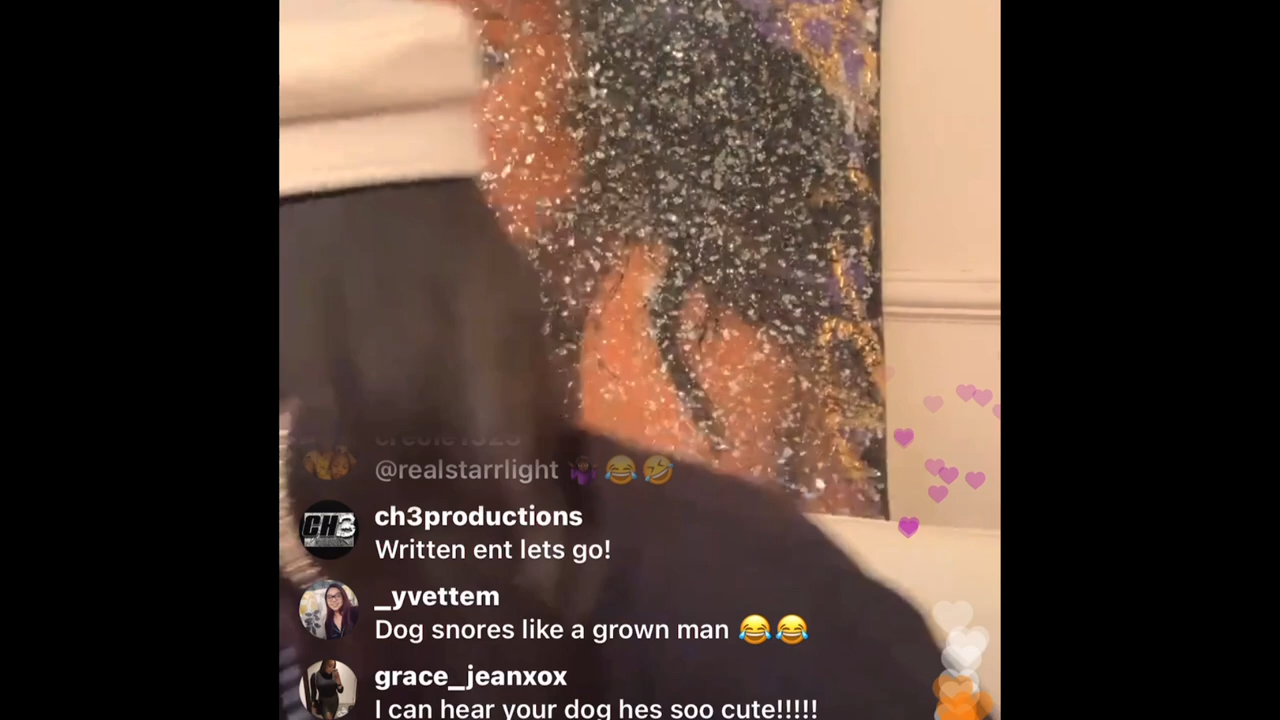 @realstarrlight 🤷🏿‍♀️ 😂 🤣
CH3
ch3productions
Written ent lets go!
_yvettem
Dog snores like a grown man 😂😂
grace_jeanxox
I can hear your dog hes soo cute!!!!!